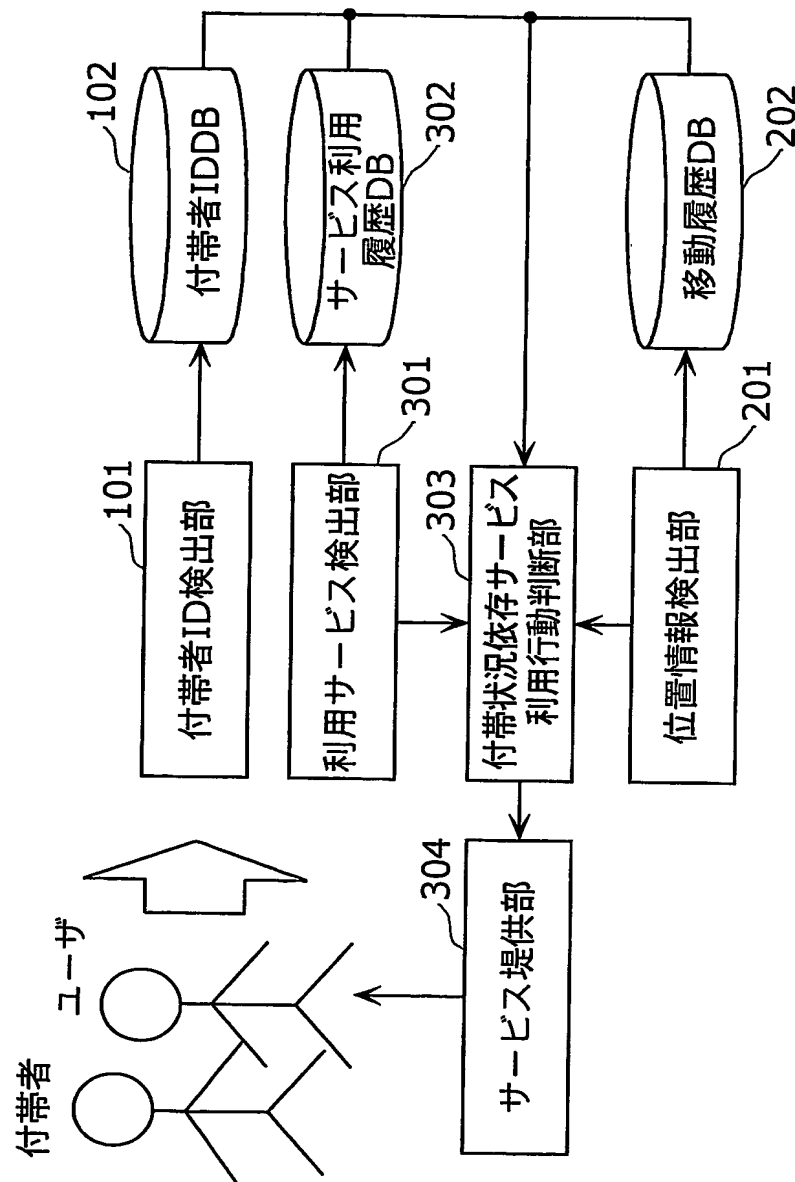 付帯者
ユーザ
101
付帯者ID検出部
102
付帯者IDDB
301
利用サービス検出部
302
サービス利用
履歴DB
303
付帯状況依存サービス
利用行動判断部
304
サービス提供部
201
位置情報検出部
202
移動履歴DB